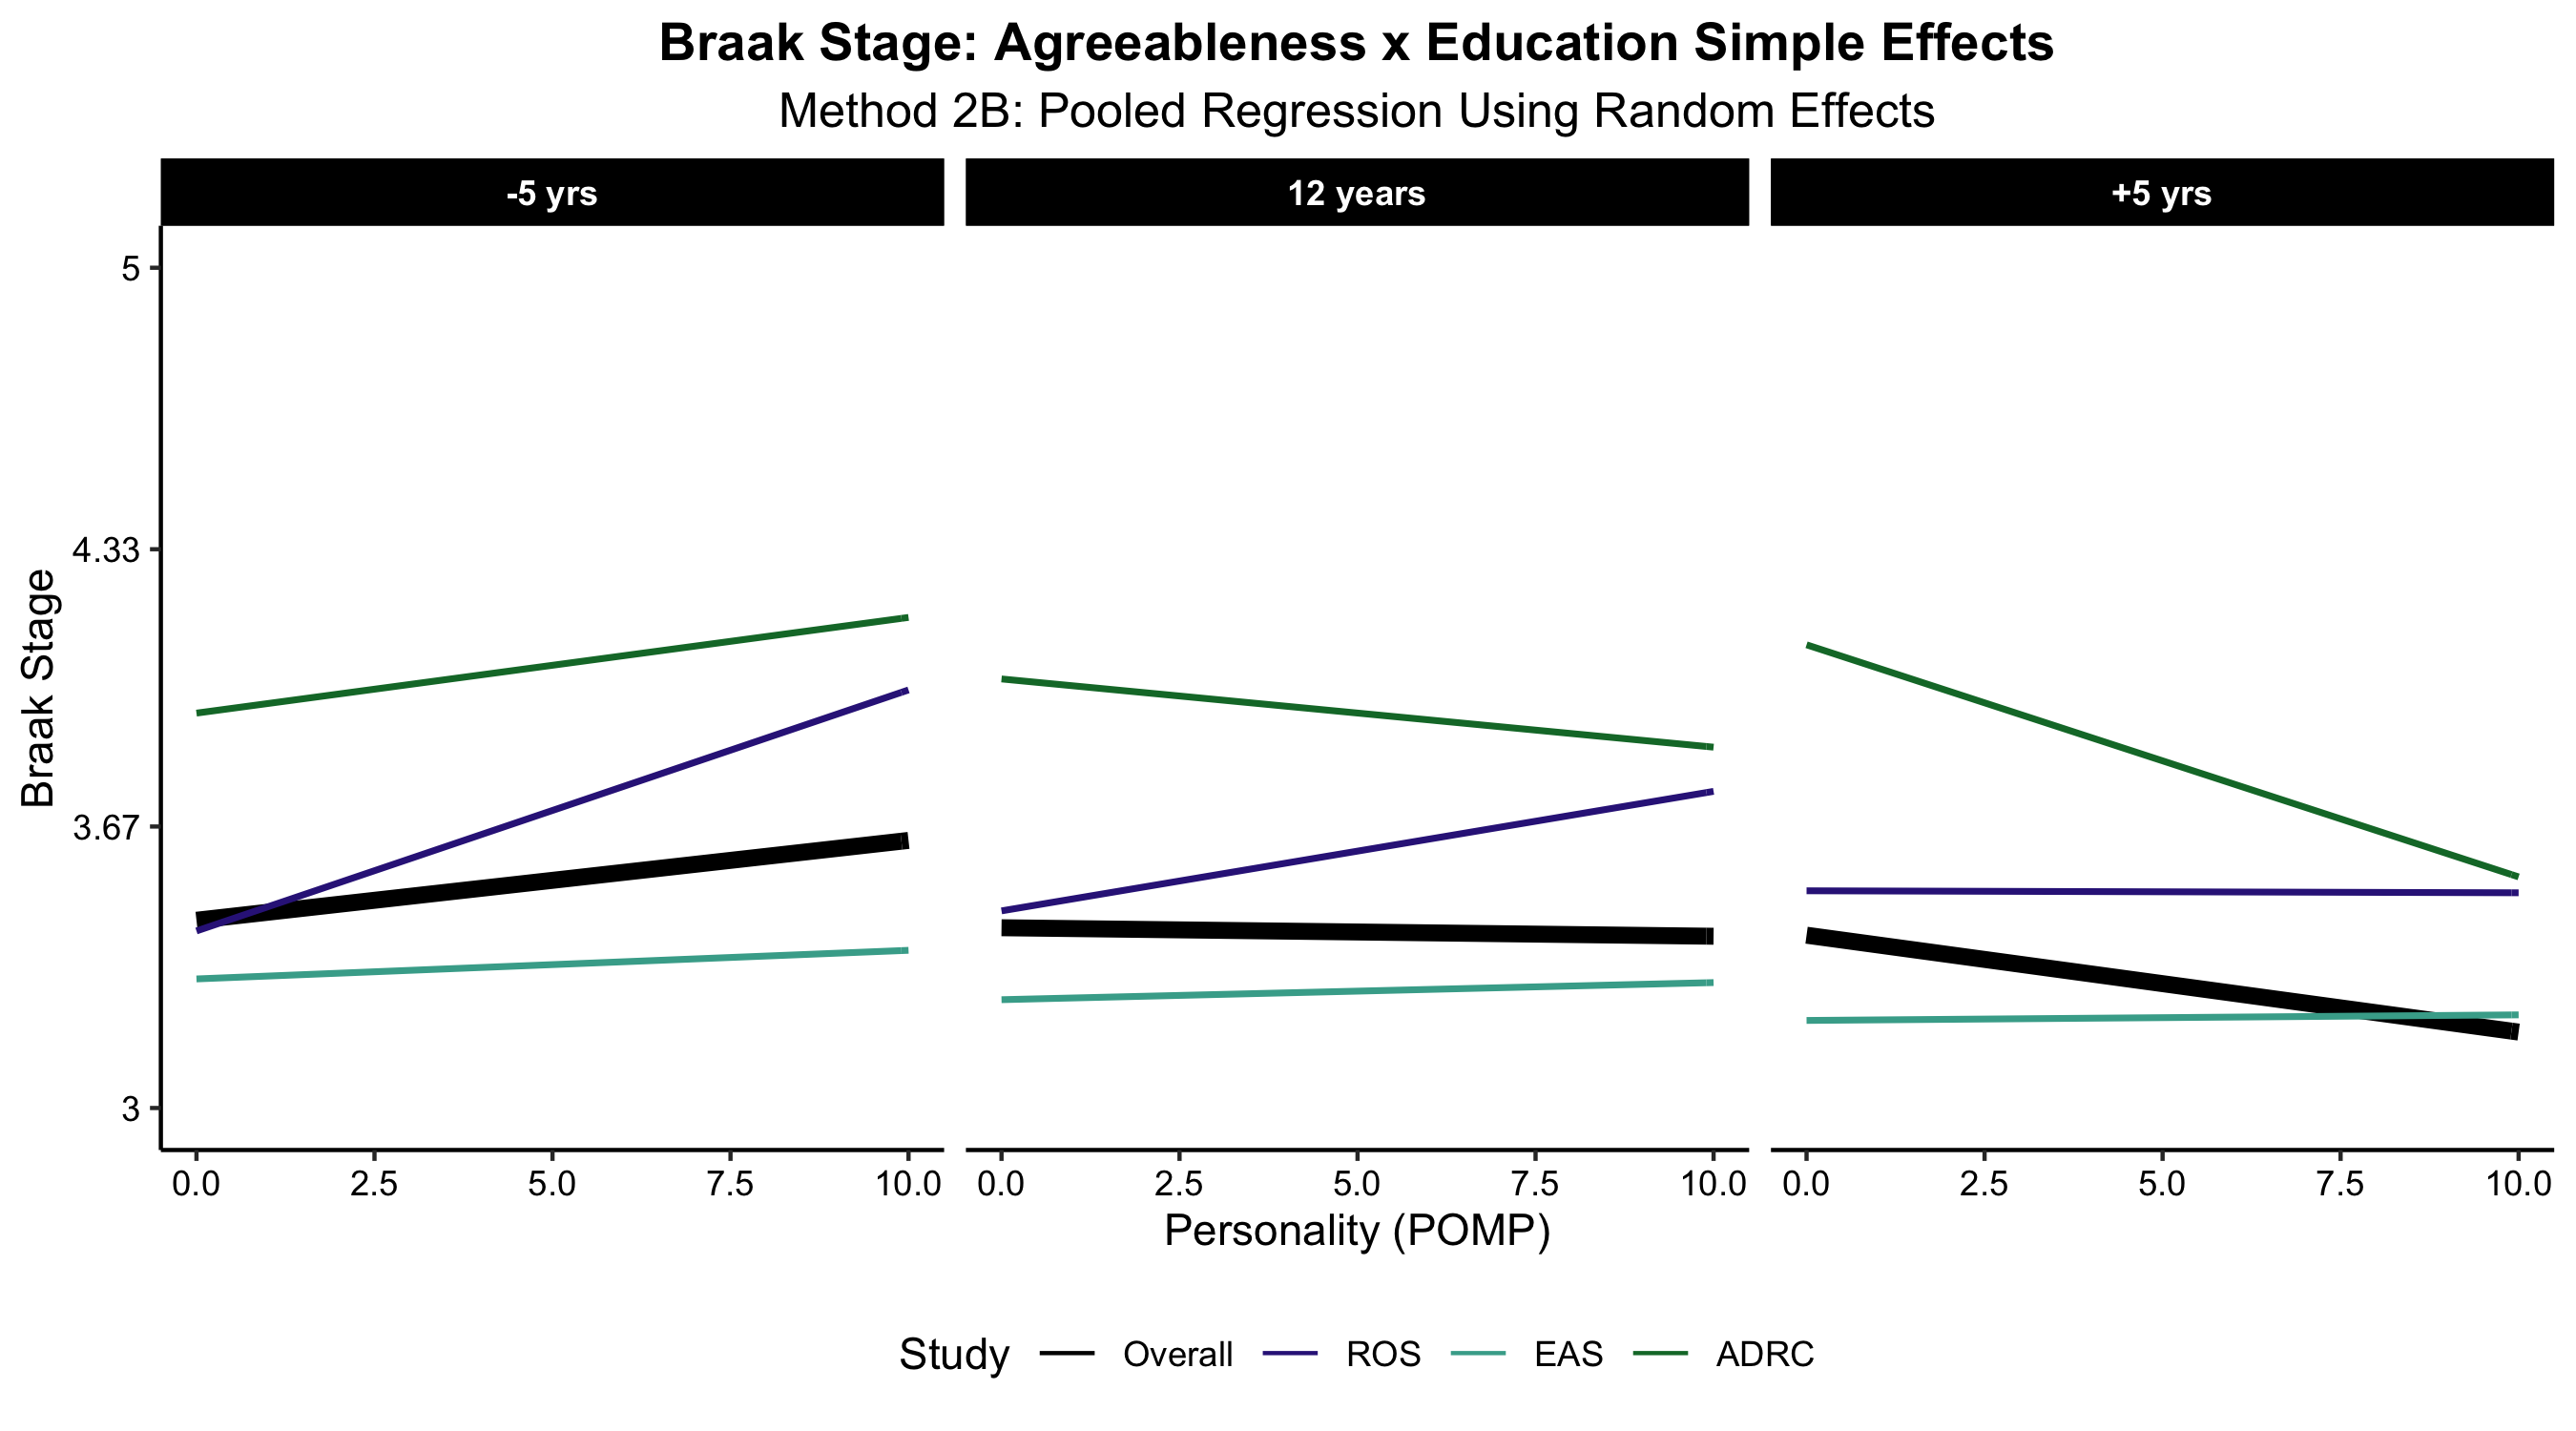 Braak Stage: Agreeableness x Education Simple Effects
Method 2B: Pooled Regression Using Random Effects
-5 yrs 12 years +5 yrs
5
4.33
3.67
3
Braak Stage
0.0 2.5 5.0 7.5 10.0 0.0 2.5 5.0 7.5 10.0 0.0 2.5 5.0 7.5 10.0
Personality (POMP)
Study Overall ROS EAS ADRC